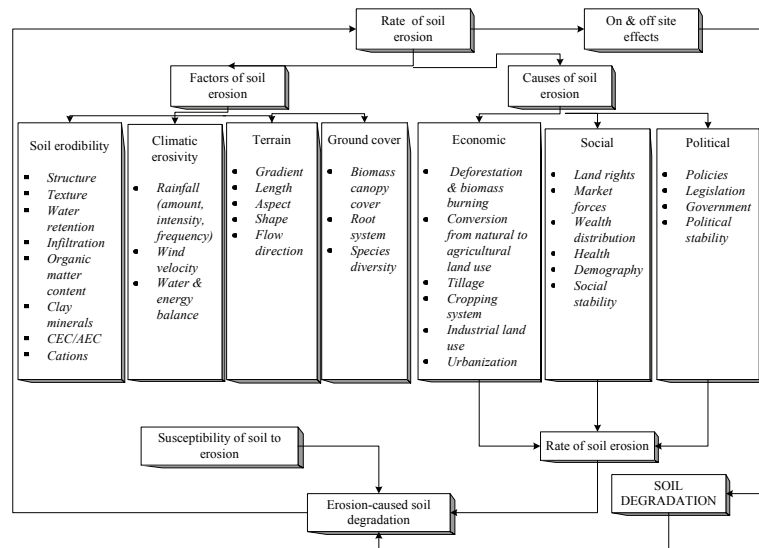 Rate of soil
erosion
On & off site
effects
Factors of soil
erosion
Causes of soil
erosion
Soil erodibility
Structure
Texture
Water
retention
Infiltration
Organic
matter
content
Clay
minerals
CEC/AEC
Cations
Climatic
erosivity
Rainfall
(amount,
intensity,
frequency)
Wind
velocity
Water &
energy
balance
Terrain
Gradient
Length
Aspect
Shape
Flow
direction
Ground cover
Biomass
canopy
cover
Root
system
Species
diversity
Economic
Deforestation
& biomass
burning
Conversion
from natural to
agricultural
land use
Tillage
Cropping
system
Industrial land
use
Urbanization
Social
Land rights
Market
forces
Wealth
distribution
Health
Demography
Social
stability
Political
Policies
Legislation
Government
Political
stability
Susceptibility of soil to
erosion
Rate of soil erosion
Erosion-caused soil
degradation
SOIL
DEGRADATION